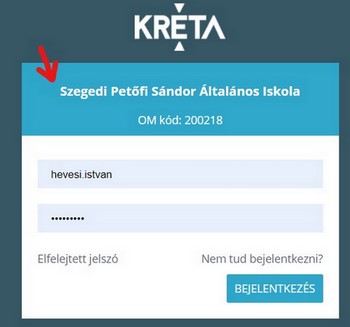 KRÉTA
Szegedi Petőfi Sándor Általános Iskola
OM kód: 200218
hevesi.istvan
•••••••••
Elfelejtett jelszó
Nem tud bejelentkezni?
BEJELENTKEZÉS